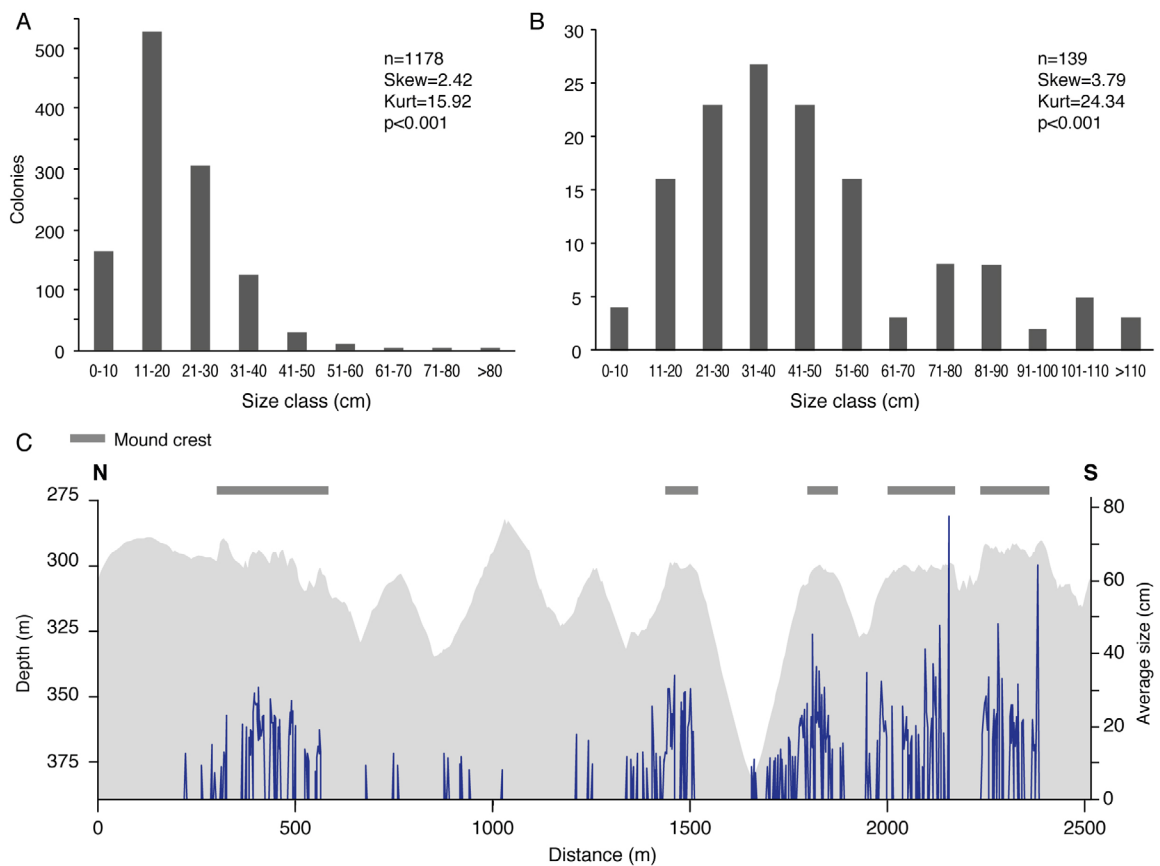 A
500
400
300
200
100
0
Colonies
n=1178
Skew=2.42
Kurt=15.92
p<0.001
0-10 11-20 21-30 31-40 41-50 51-60 61-70 71-80 >80
Size class (cm)
B
30
25
20
15
10
5
0
n=139
Skew=3.79
Kurt=24.34
p<0.001
0-10 11-20 21-30 31-40 41-50 51-60 61-70 71-80 81-90 91-100 101-110 >110
Size class (cm)
C
Mound crest
N
S
275
300
325
350
375
Depth (m)
80
60
40
20
0
Average size (cm)
0 500 1000 1500 2000 2500
Distance (m)